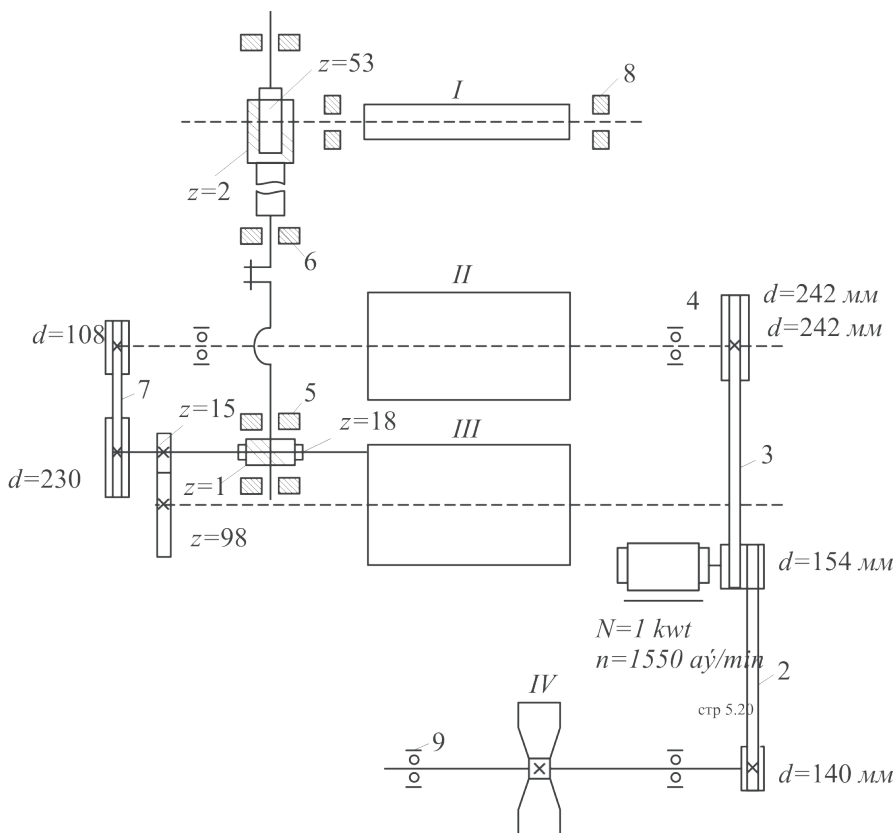 z=53
I
8
z=2
6
II
4
d=242 мм
d=242 мм
d=108
7
z=15
5
z=18
III
3
d=230
z=1
z=98
d=154 мм
N=1 kwt
n=1550 aý/min
2
IV
стр 5.20
9
d=140 мм